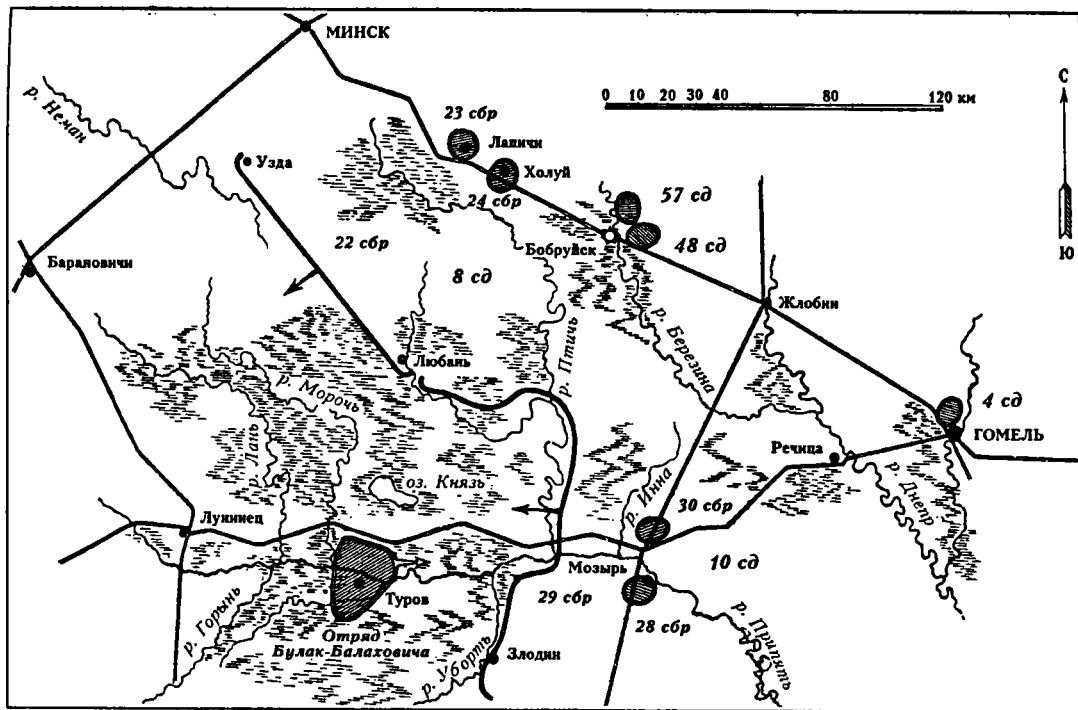 МИНСК
С
0 10 20 30 40 80 120 км
р. Неман
23 сбр
Лапичи
Холуй
Узда
24 сбр
57 сд
22 сбр
Бобруйск
48 сд
Ю
Барановичи
8 сд
Жлобин
р. Птичь
р. Березина
Любань
р. Морочь
4 сд
ГОМЕЛЬ
Речица
р. Лань
оз. Князь
р. Инна
р. Днепр
30 сбр
Лунинец
Мозырь
10 сд
Туров
29 сбр
р. Горынь
Отряд
Булак-Балаховича
28 сбр
Злодин
р. Уборть
р. Припять